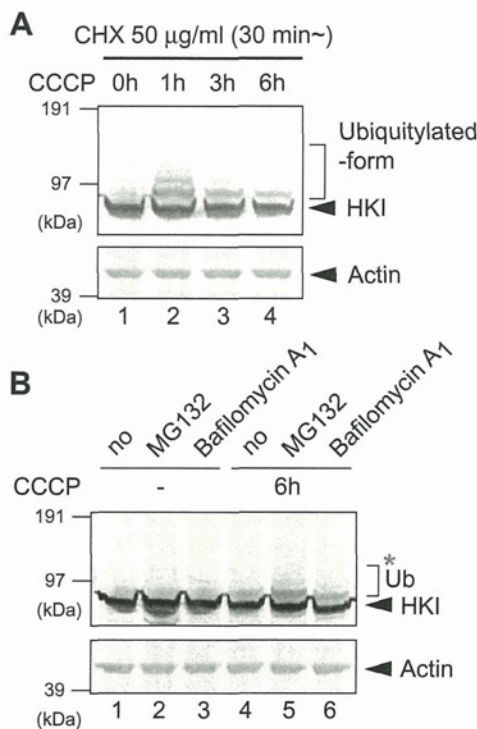 A
CHX 50 μg/ml (30 min~)
CCCP 0h 1h 3h 6h
191
Ubiquitylated
-form
97
(kDa)
HKI
Actin
39
(kDa)
1 2 3 4
B
no MG132 Bafilomycin A1 no MG132 Bafilomycin A1
CCCP - 6h
191
*
97
Ub
(kDa)
HKI
Actin
39
(kDa)
1 2 3 4 5 6